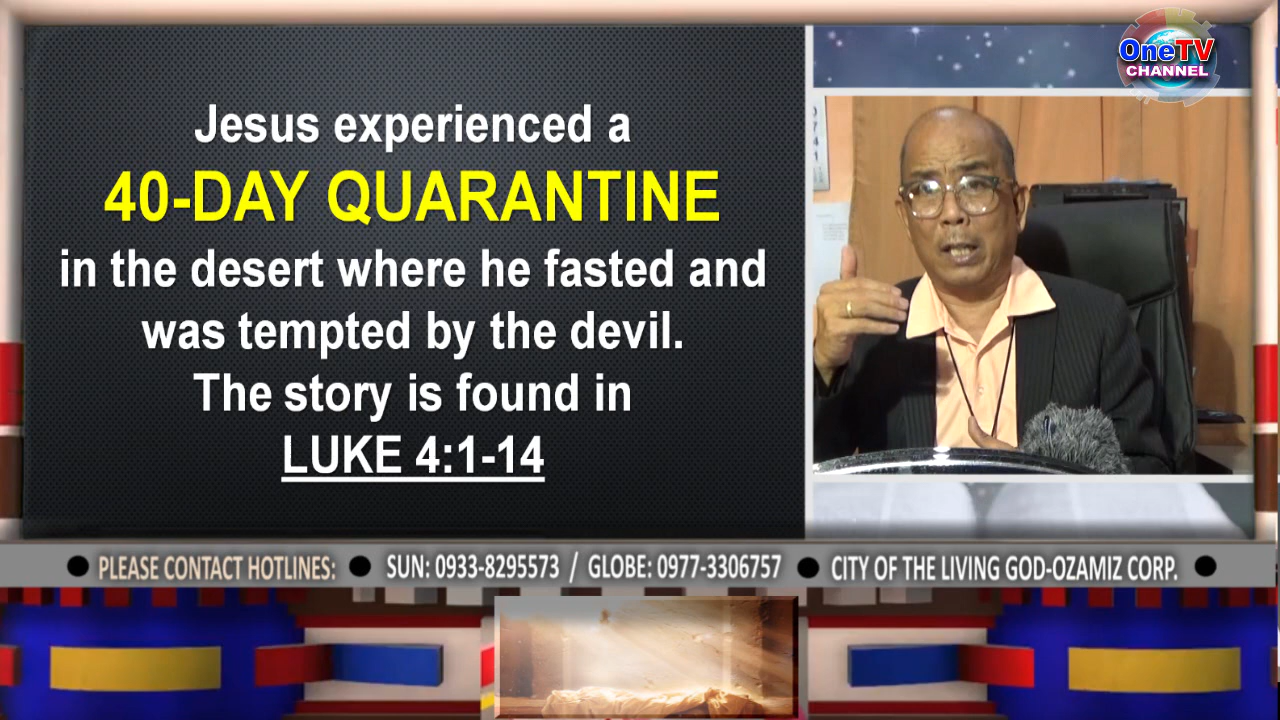 OneTV
CHANNEL
Jesus experienced a
40-DAY QUARANTINE
in the desert where he fasted and
was tempted by the devil.
The story is found in
LUKE 4:1-14
PLEASE CONTACT HOTLINES: ● SUN: 0933-8295573 / GLOBE: 0977-3306757 ● CITY OF THE LIVING GOD-OZAMIZ CORP. ●